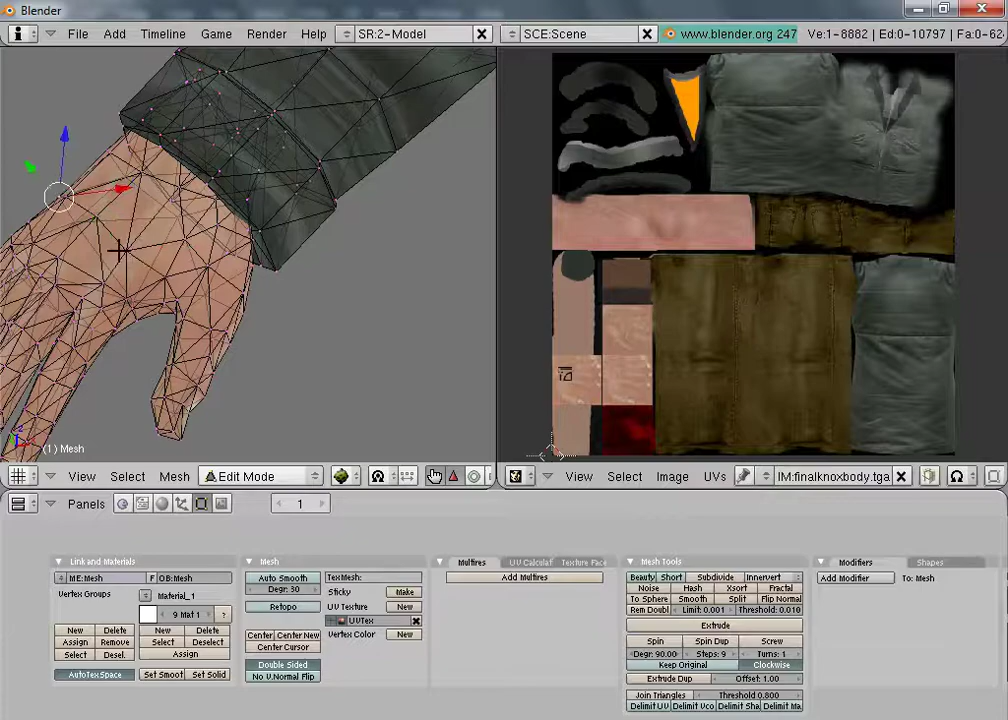 Blender
File Add Timeline Game Render Help SR:2-Model SCE:Scene www.blender.org 247 Ve:1-8882 | Ed:0-10797 | Fa:0-62
(1) Mesh
View Select Mesh Edit Mode
View Select Image UVs IM:finalknoxbody.tga
Panels 1
Link and Materials
ME:Mesh F OB:Mesh
Vertex Groups Material_1
9 Mat 1 ?
New Delete New Delete
Assign Remove Select Deselect
Select Desel. Assign
AutoTexSpace Set Smoot Set Solid
Mesh
Auto Smooth TexMesh:
Degr: 30 Sticky Make
Retopo UV Texture New
UVTex
Center Center New Vertex Color New
Center Cursor
Double Sided
No V.Normal Flip
Multires UV Calculat Texture Face
Add Multires
Mesh Tools
Beauty Short Subdivide Innervert
Noise Hash Xsort Fractal
To Sphere Smooth Split Flip Normal
Rem Doubl Limit: 0.001 Threshold: 0.010
Extrude
Spin Spin Dup Screw
Degr: 90.00 Steps: 9 Turns: 1
Keep Original Clockwise
Extrude Dup Offset: 1.00
Join Triangles Threshold 0.800
Delimit UV Delimit Vco Delimit Sha Delimit Ma
Modifiers Shapes
Add Modifier To: Mesh